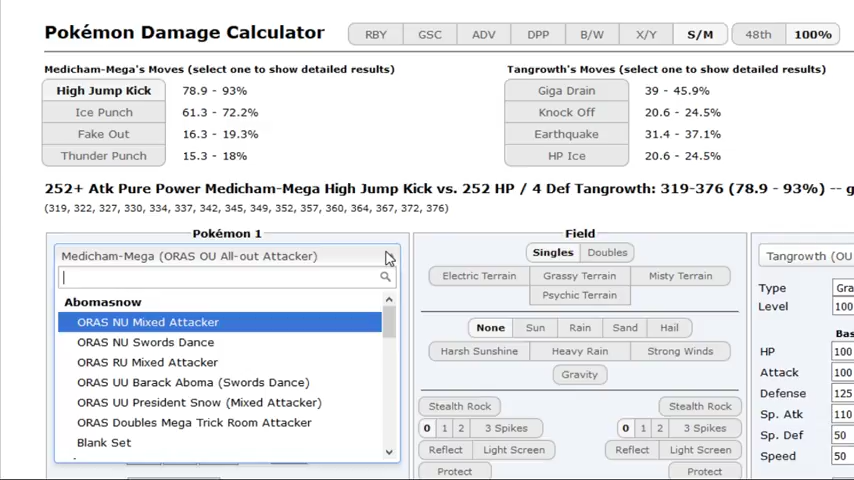 Pokémon Damage Calculator
RBY GSC ADV DPP B/W X/Y S/M 48th 100%
Medicham-Mega's Moves (select one to show detailed results)
High Jump Kick 78.9 - 93%
Ice Punch 61.3 - 72.2%
Fake Out 16.3 - 19.3%
Thunder Punch 15.3 - 18%
Tangrowth's Moves (select one to show detailed results)
Giga Drain 39 - 45.9%
Knock Off 20.6 - 24.5%
Earthquake 31.4 - 37.1%
HP Ice 20.6 - 24.5%
252+ Atk Pure Power Medicham-Mega High Jump Kick vs. 252 HP / 4 Def Tangrowth: 319-376 (78.9 - 93%) -- g
(319, 322, 327, 330, 334, 337, 342, 345, 349, 352, 357, 360, 364, 367, 372, 376)
Pokémon 1
Medicham-Mega (ORAS OU All-out Attacker)
Abomasnow
ORAS NU Mixed Attacker
ORAS NU Swords Dance
ORAS RU Mixed Attacker
ORAS UU Barack Aboma (Swords Dance)
ORAS UU President Snow (Mixed Attacker)
ORAS Doubles Mega Trick Room Attacker
Blank Set
Field
Singles Doubles
Electric Terrain Grassy Terrain Misty Terrain
Psychic Terrain
None Sun Rain Sand Hail
Harsh Sunshine Heavy Rain Strong Winds
Gravity
Stealth Rock Stealth Rock
0 1 2 3 Spikes 0 1 2 3 Spikes
Reflect Light Screen Reflect Light Screen
Protect Protect
Tangrowth (OU
Type Gra
Level 100
Bas
HP 100
Attack 100
Defense 125
Sp. Atk 110
Sp. Def 50
Speed 50